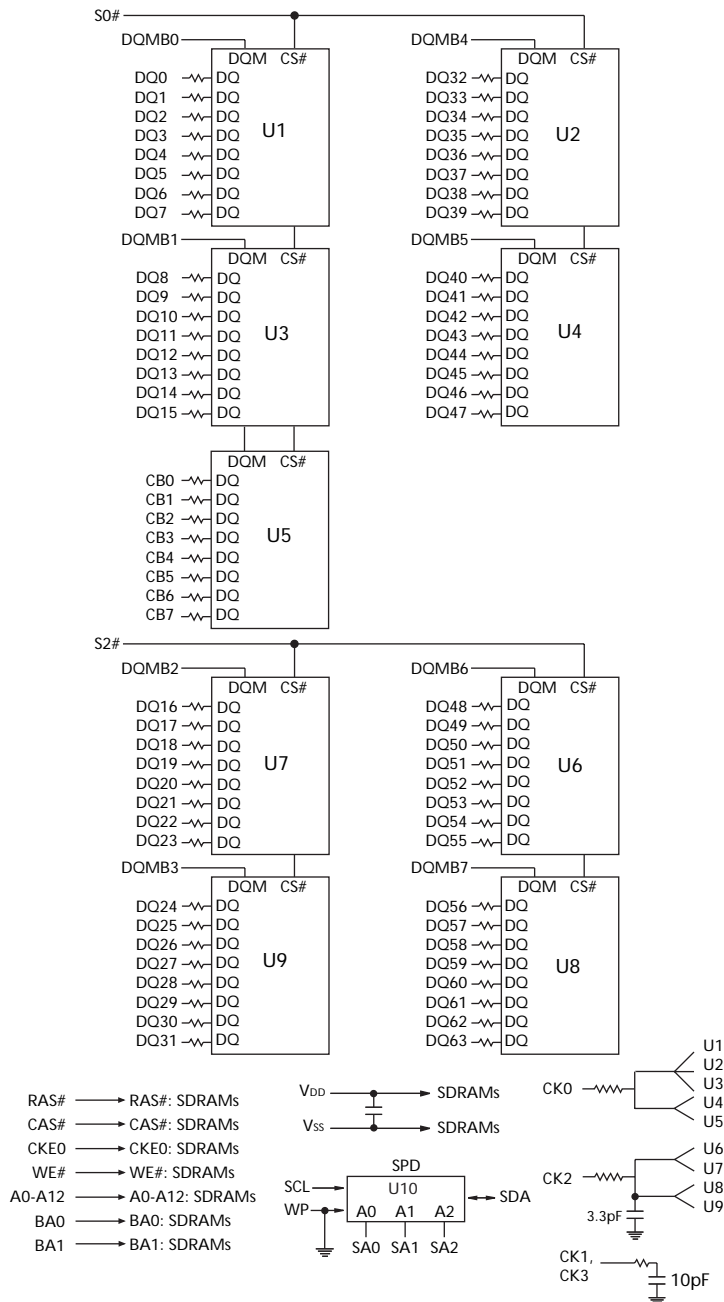 S0#
DQMB0
DQM CS#
DQ0 DQ
DQ1 DQ
DQ2 DQ
DQ3 DQ
DQ4 DQ
DQ5 DQ
DQ6 DQ
DQ7 DQ
U1
DQMB4
DQM CS#
DQ32 DQ
DQ33 DQ
DQ34 DQ
DQ35 DQ
DQ36 DQ
DQ37 DQ
DQ38 DQ
DQ39 DQ
U2
DQMB1
DQM CS#
DQ8 DQ
DQ9 DQ
DQ10 DQ
DQ11 DQ
DQ12 DQ
DQ13 DQ
DQ14 DQ
DQ15 DQ
U3
DQMB5
DQM CS#
DQ40 DQ
DQ41 DQ
DQ42 DQ
DQ43 DQ
DQ44 DQ
DQ45 DQ
DQ46 DQ
DQ47 DQ
U4
DQM CS#
CB0 DQ
CB1 DQ
CB2 DQ
CB3 DQ
CB4 DQ
CB5 DQ
CB6 DQ
CB7 DQ
U5
S2#
DQMB2
DQM CS#
DQ16 DQ
DQ17 DQ
DQ18 DQ
DQ19 DQ
DQ20 DQ
DQ21 DQ
DQ22 DQ
DQ23 DQ
U7
DQMB6
DQM CS#
DQ48 DQ
DQ49 DQ
DQ50 DQ
DQ51 DQ
DQ52 DQ
DQ53 DQ
DQ54 DQ
DQ55 DQ
U6
DQMB3
DQM CS#
DQ24 DQ
DQ25 DQ
DQ26 DQ
DQ27 DQ
DQ28 DQ
DQ29 DQ
DQ30 DQ
DQ31 DQ
U9
DQMB7
DQM CS#
DQ56 DQ
DQ57 DQ
DQ58 DQ
DQ59 DQ
DQ60 DQ
DQ61 DQ
DQ62 DQ
DQ63 DQ
U8
RAS# RAS#: SDRAMs
CAS# CAS#: SDRAMs
CKE0 CKE0: SDRAMs
WE# WE#: SDRAMs
A0-A12 A0-A12: SDRAMs
BA0 BA0: SDRAMs
BA1 BA1: SDRAMs
VDD SDRAMs
VSS SDRAMs
SPD
U10
SCL
WP
A0 A1 A2
SDA
SA0 SA1 SA2
CK0
U1
U2
U3
U4
U5
CK2
U6
U7
U8
U9
3.3pF
CK1,
CK3
10pF